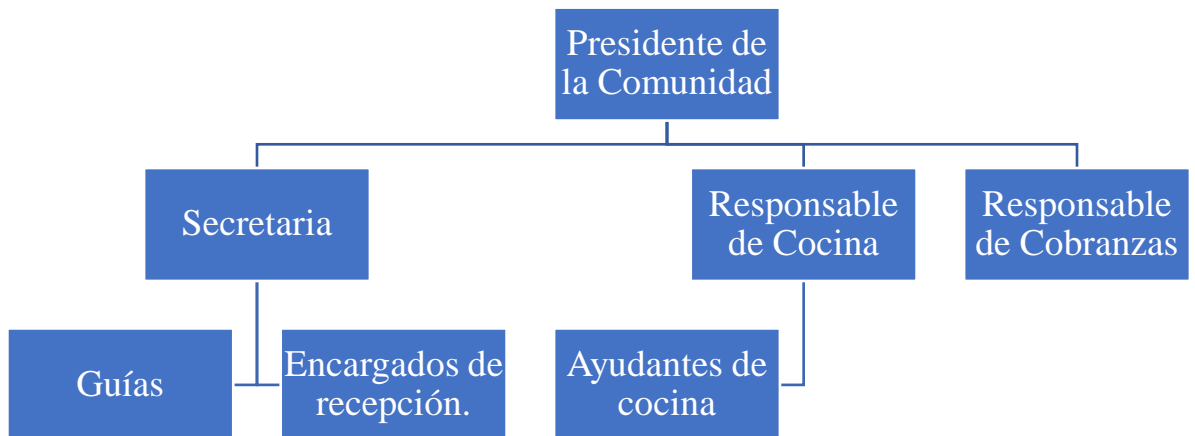 Presidente de
la Comunidad
Secretaria
Responsable
de Cocina
Responsable
de Cobranzas
Guías
Encargados de
recepción.
Ayudantes de
cocina